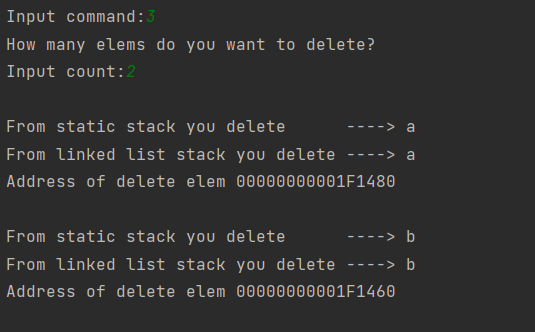 Input command:3
How many elems do you want to delete?
Input count:2
From static stack you delete      ----> a
From linked list stack you delete ----> a
Address of delete elem 00000000001F1480
From static stack you delete      ----> b
From linked list stack you delete ----> b
Address of delete elem 00000000001F1460